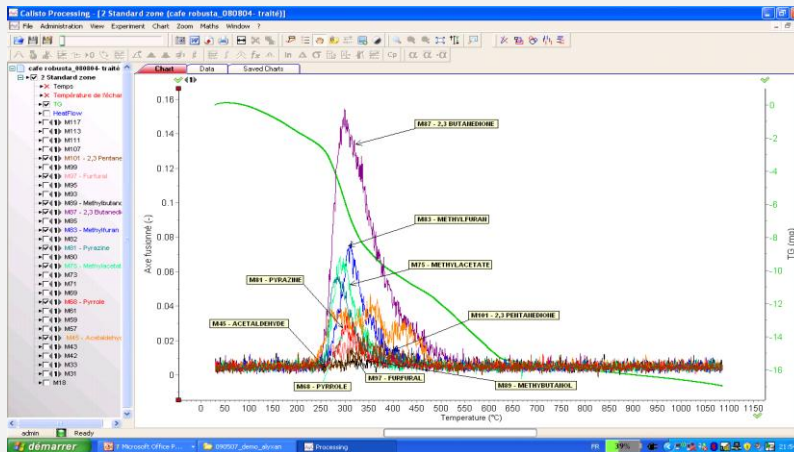 Callisto Processing - [2 Standard zone (cafe robusta_080804- traité)]
File Administration View Experiment Chart Zoom Maths Window ?
cafe robusta_080804- traité
2 Standard zone
Temps
Température de l'échan
TG
HeatFlow
M117
M113
M111
M107
M101 - 2,3 Pentane
M99
M97 - Furfural
M95
M93
M89 - Methylbutano
M87 - 2,3 Butanedi
M85
M83 - Methylfuran
M82
M81 - Pyrazine
M80
M75 - Methylacetat
M73
M71
M69
M68 - Pyrrole
M61
M59
M57
M45 - Acetaldehyd
M43
M42
M33
M31
M18
Chart Data Saved Charts
(1)
Axe fusionné (-)
0.16
0.14
0.12
0.1
0.08
0.06
0.04
0.02
0
M87 - 2,3 BUTANEDIONE
M83 - METHYLFURAN
M75 - METHYLACETATE
M81 - PYRAZINE
M101 - 2,3 PENTANEDIONE
M45 - ACETALDEHYDE
M68 - PYRROLE
M97 - FURFURAL
M89 - METHYBUTANOL
0
-2
-4
-6
-8
-10
-12
-14
-16
TG (mg)
0 50 100 150 200 250 300 350 400 450 500 550 600 650 700 750 800 850 900 950 1000 1050 1100 1150
Temperature (°C)
admin Ready
démarrer 7 Microsoft Office P... 090507_demo_alyxan Processing FR 39%